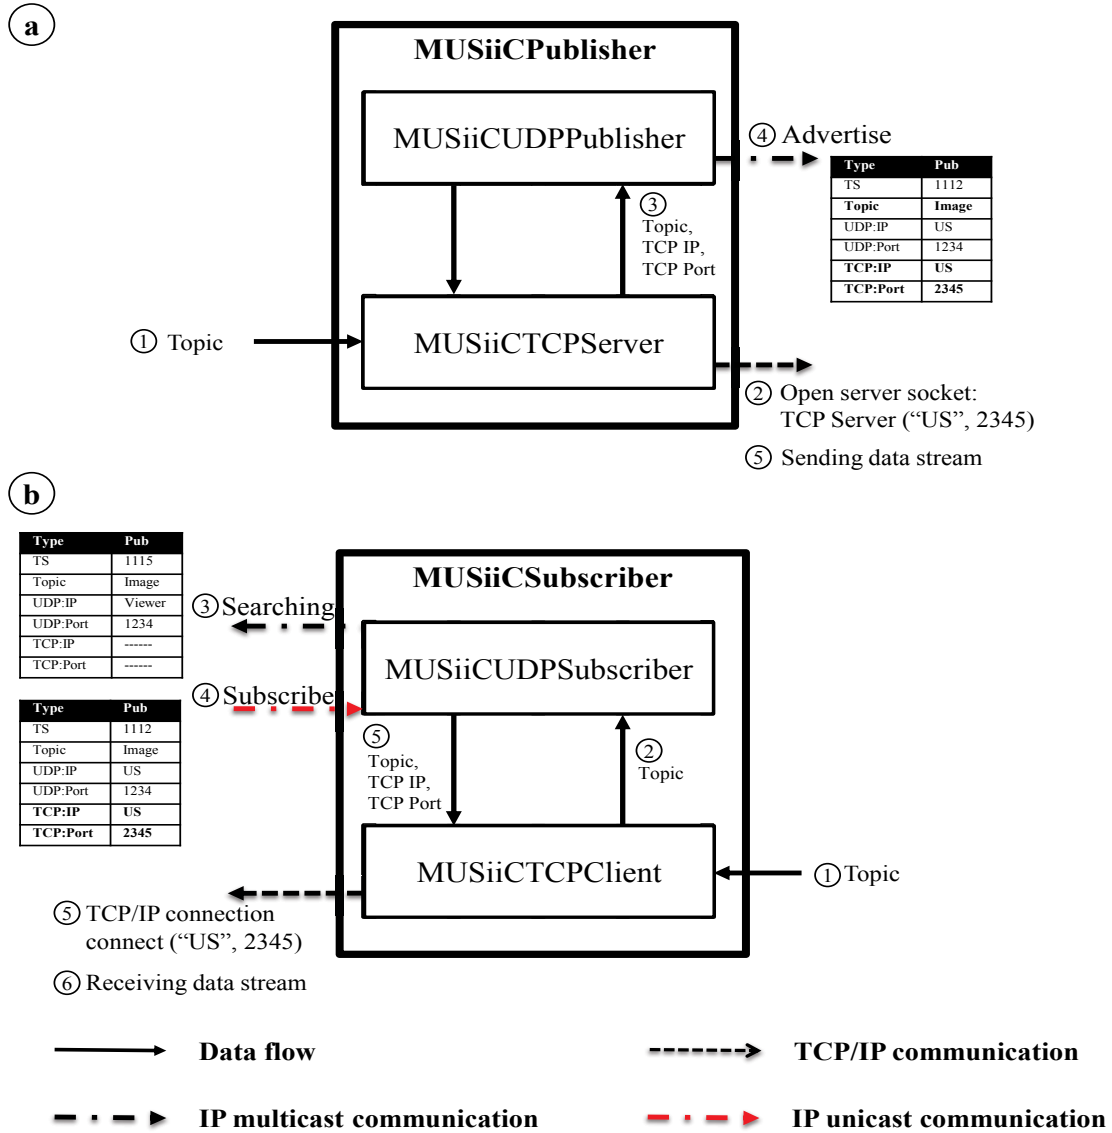 a
MUSiiCPublisher
MUSiiCUDPPublisher
4 Advertise
Type Pub
TS 1112
Topic Image
UDP:IP US
UDP:Port 1234
TCP:IP US
TCP:Port 2345
3
Topic,
TCP IP,
TCP Port
1 Topic
MUSiiCTCPServer
2 Open server socket:
TCP Server (“US”, 2345)
5 Sending data stream
b
Type Pub
TS 1115
Topic Image
UDP:IP Viewer
UDP:Port 1234
TCP:IP ------
TCP:Port ------
MUSiiCSubscriber
3 Searching
MUSiiCUDPSubscriber
4 Subscribe
Type Pub
TS 1112
Topic Image
UDP:IP US
UDP:Port 1234
TCP:IP US
TCP:Port 2345
5
Topic,
TCP IP,
TCP Port
2
Topic
MUSiiCTCPClient
1 Topic
5 TCP/IP connection
connect (“US”, 2345)
6 Receiving data stream
Data flow
TCP/IP communication
IP multicast communication
IP unicast communication